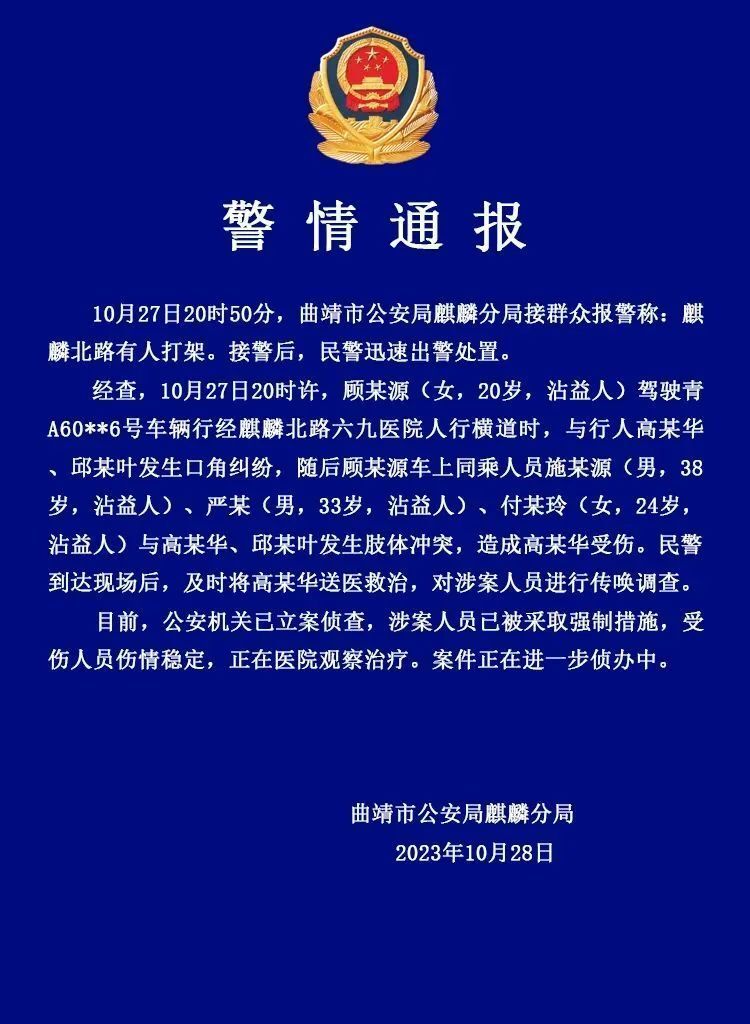 警情通报
10月27日20时50分，曲靖市公安局麒麟分局接群众报警称：麒
麟北路有人打架。接警后，民警迅速出警处置。
经查，10月27日20时许，顾某源（女，20岁，沾益人）驾驶青
A60**6号车辆行经麒麟北路六九医院人行横道时，与行人高某华
、邱某叶发生口角纠纷，随后顾某源车上同乘人员施某源（男，38
岁，沾益人）、严某（男，33岁，沾益人）、付某玲（女，24岁，
沾益人）与高某华、邱某叶发生肢体冲突，造成高某华受伤。民警
到达现场后，及时将高某华送医救治，对涉案人员进行传唤调查。
目前，公安机关已立案侦查，涉案人员已被采取强制措施，受
伤人员伤情稳定，正在医院观察治疗。案件正在进一步侦办中。
曲靖市公安局麒麟分局
2023年10月28日